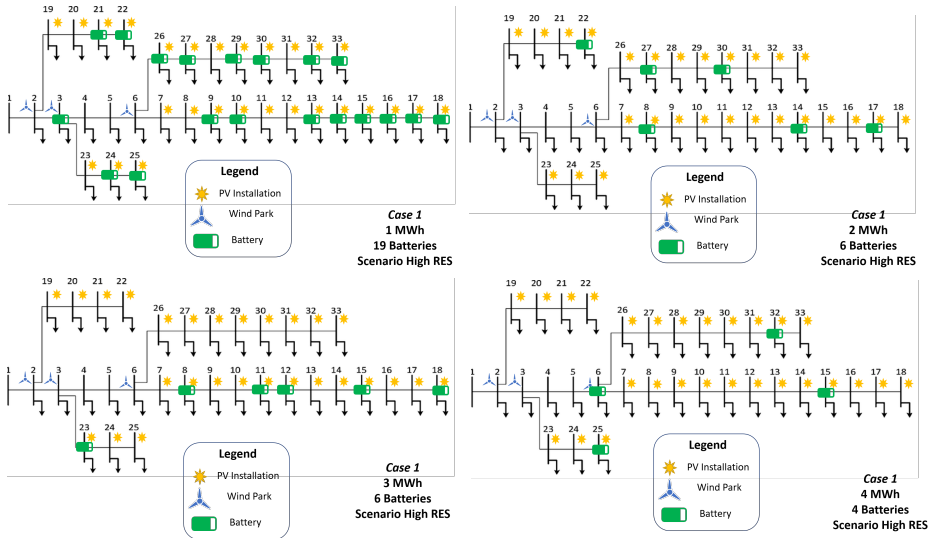 19 20 21 22
26 27 28 29 30 31 32 33
1 2 3 4 5 6 7 8 9 10 11 12 13 14 15 16 17 18
23 24 25
Legend
PV Installation
Wind Park
Battery
Case 1
1 MWh
19 Batteries
Scenario High RES
19 20 21 22
26 27 28 29 30 31 32 33
1 2 3 4 5 6 7 8 9 10 11 12 13 14 15 16 17 18
23 24 25
Legend
PV Installation
Wind Park
Battery
Case 1
2 MWh
6 Batteries
Scenario High RES
19 20 21 22
26 27 28 29 30 31 32 33
1 2 3 4 5 6 7 8 9 10 11 12 13 14 15 16 17 18
23 24 25
Legend
PV Installation
Wind Park
Battery
Case 1
3 MWh
6 Batteries
Scenario High RES
19 20 21 22
26 27 28 29 30 31 32 33
1 2 3 4 5 6 7 8 9 10 11 12 13 14 15 16 17 18
23 24 25
Legend
PV Installation
Wind Park
Battery
Case 1
4 MWh
4 Batteries
Scenario High RES